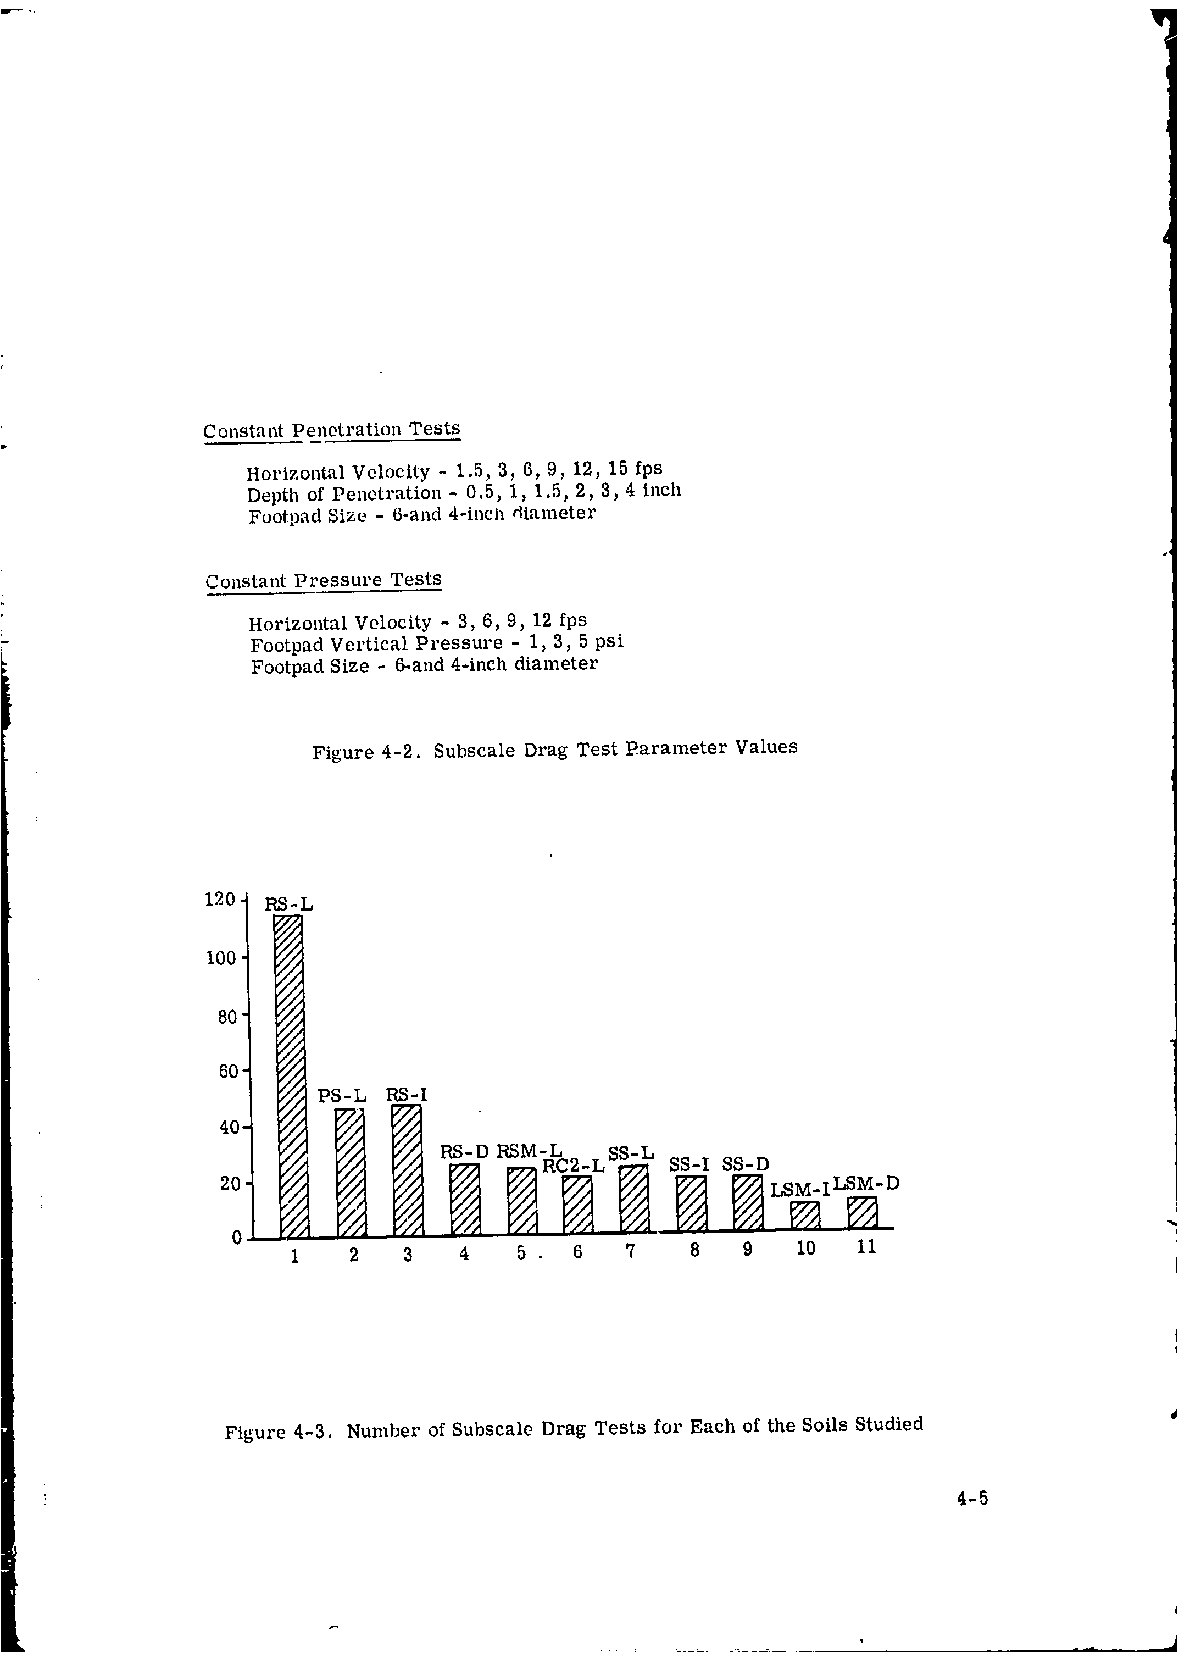 Constant Penetration Tests
Horizontal Velocity - 1.5, 3, 6, 9, 12, 15 fps
Depth of Penetration - 0.5, 1, 1.5, 2, 3, 4 inch
Footpad Size - 6-and 4-inch diameter
Constant Pressure Tests
Horizontal Velocity - 3, 6, 9, 12 fps
Footpad Vertical Pressure - 1, 3, 5 psi
Footpad Size - 6-and 4-inch diameter
Figure 4-2. Subscale Drag Test Parameter Values
120
RS-L
100
80
60
PS-L RS-I
40
RS-D RSM-L SS-L
RC2-L SS-I SS-D
20
LSM-I LSM-D
0
1 2 3 4 5 6 7 8 9 10 11
Figure 4-3. Number of Subscale Drag Tests for Each of the Soils Studied
4-5